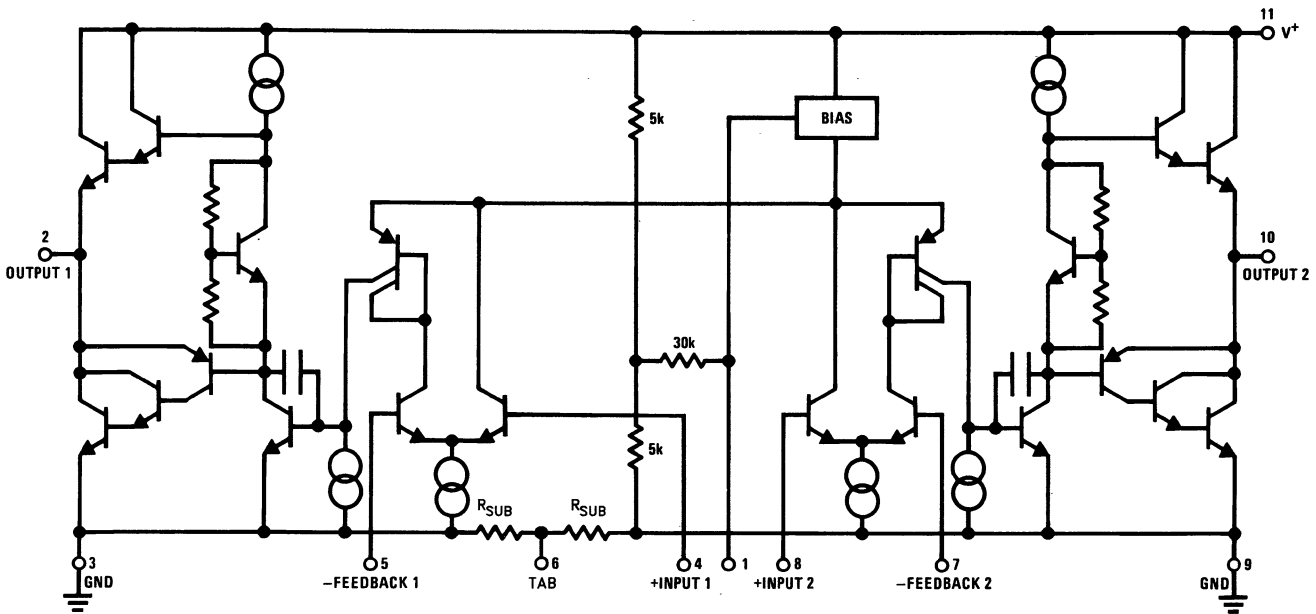 11
V+
5k
BIAS
2
OUTPUT 1
10
OUTPUT 2
30k
5k
RSUB
RSUB
3
GND
5
–FEEDBACK 1
6
TAB
4
+INPUT 1
1
8
+INPUT 2
7
–FEEDBACK 2
9
GND